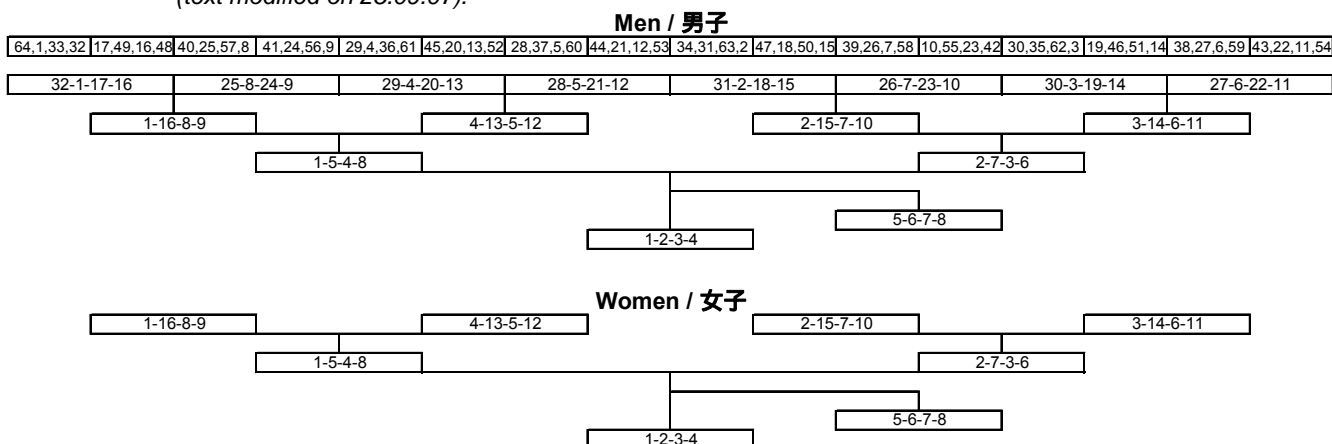 (text modified on 28.09.07).
Men / 男子
64,1,33,32 17,49,16,48 40,25,57,8 41,24,56,9 29,4,36,61 45,20,13,52 28,37,5,60 44,21,12,53 34,31,63,2 47,18,50,15 39,26,7,58 10,55,23,42 30,35,62,3 19,46,51,14 38,27,6,59 43,22,11,54
32-1-17-16 25-8-24-9 29-4-20-13 28-5-21-12 31-2-18-15 26-7-23-10 30-3-19-14 27-6-22-11
1-16-8-9 4-13-5-12 2-15-7-10 3-14-6-11
1-5-4-8 2-7-3-6
5-6-7-8
1-2-3-4
Women / 女子
1-16-8-9 4-13-5-12 2-15-7-10 3-14-6-11
1-5-4-8 2-7-3-6
5-6-7-8
1-2-3-4